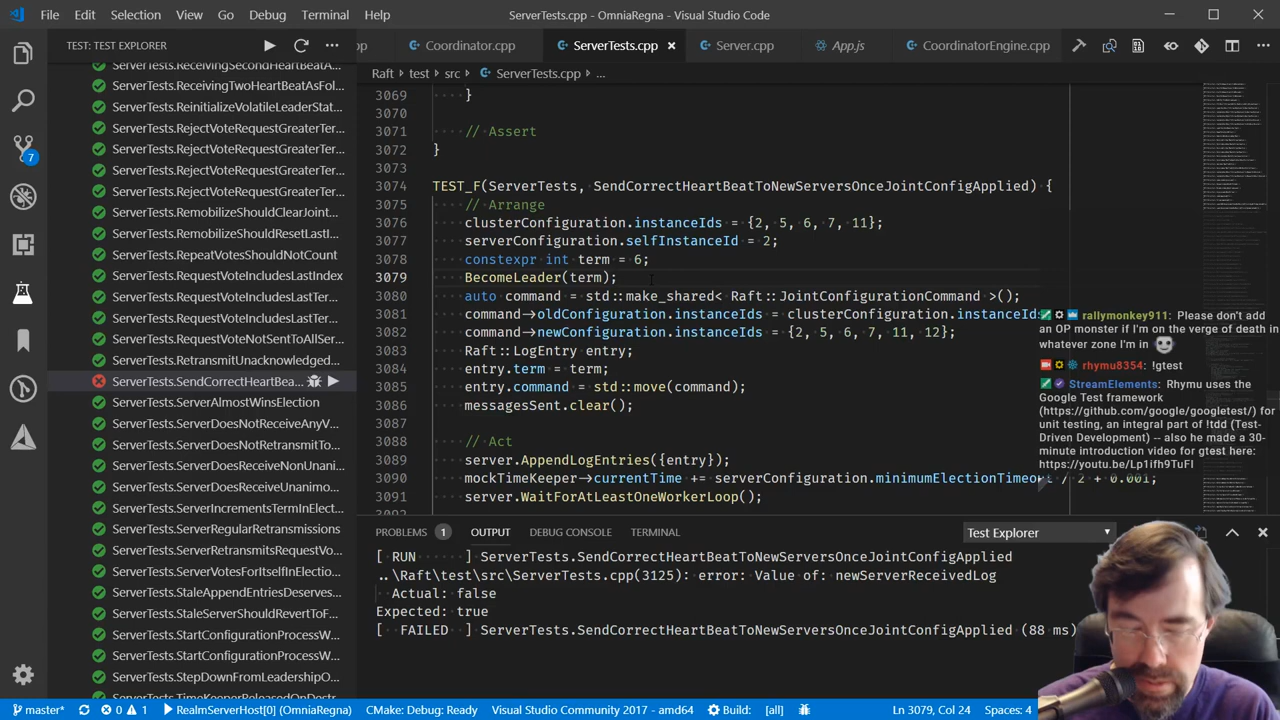 File Edit Selection View Go Debug Terminal Help
ServerTests.cpp - OmniaRegna - Visual Studio Code
TEST: TEST EXPLORER
Coordinator.cpp ServerTests.cpp Server.cpp App.js CoordinatorEngine.cpp
Raft > test > src > ServerTests.cpp > ...
ServerTests.ReceivingSecondHeartBeatA...
ServerTests.ReceivingTwoHeartBeatAsFol...
ServerTests.ReinitializeVolatileLeaderStat...
ServerTests.RejectVoteRequestGreaterTer...
ServerTests.RejectVoteRequestGreaterTer...
ServerTests.RejectVoteRequestGreaterTer...
ServerTests.RejectVoteRequestGreaterTer...
ServerTests.RemobilizeShouldClearJoint...
ServerTests.RemobilizeShouldResetLast...
ServerTests.RepeatVotesShouldNotCount
ServerTests.RequestVoteIncludesLastIndex
ServerTests.RequestVoteIncludesLastTer...
ServerTests.RequestVoteIncludesLastTer...
ServerTests.RequestVoteNotSentToAllSer...
ServerTests.RetransmitUnacknowledged...
ServerTests.SendCorrectHeartBea...
ServerTests.ServerAlmostWinsElection
ServerTests.ServerDoesNotReceiveAnyV...
ServerTests.ServerDoesNotRetransmitTo...
ServerTests.ServerDoesReceiveNonUnani...
ServerTests.ServerDoesReceiveUnanimo...
ServerTests.ServerIncrementsTermInElect...
ServerTests.ServerRegularRetransmissions
ServerTests.ServerRetransmitsRequestVo...
ServerTests.ServerVotesForItselfInElectio...
ServerTests.StaleAppendEntriesDeserves...
ServerTests.StaleServerShouldRevertToF...
ServerTests.StartConfigurationProcessW...
ServerTests.StartConfigurationProcessW...
ServerTests.StepDownFromLeadershipO...
7
3069 }
3070
3071 // Assert
3072 }
3073
3074 , SendCorrectHeartBeatToNewServersOnceJointConfigApplied) {
3075 // Arrange
3076 clusterConfiguration.instanceIds = {2, 5, 6, 7, 11};
3077 serverConfiguration.selfInstanceId = 2;
3078 constexpr int term = 6;
3079 BecomeLeader(term);
3080 auto command = std::make_shared< Raft::JointConfigurationCommand >();
3081 command->oldConfiguration.instanceIds = clusterConfiguration.instanceIds
3082 command->newConfiguration.instanceIds = {2, 5, 6, 7, 11, 12};
3083 Raft::LogEntry entry;
3084 entry.term = term;
3085 entry.command = std::move(command);
3086 messagesSent.clear();
3087
3088 // Act
3089 server.AppendLogEntries({entry});
3090 mockTimeKeeper->currentTime += serverConfiguration.minimumElectionTimeout / 2 + 0.001;
3091 server.WaitForAtLeastOneWorkerLoop();
rallymonkey911: Please don't add
an OP monster if I'm on the verge of death in
whatever zone I'm in
rhymu8354: !gtest
StreamElements: Rhymu uses the
Google Test framework
(https://github.com/google/googletest/) for
unit testing, an integral part of !tdd (Test-
Driven Development) -- also he made a 30-
minute introduction video for gtest here:
https://youtu.be/Lp1ifh9TuFI
PROBLEMS 1 OUTPUT DEBUG CONSOLE TERMINAL Test Explorer
[ RUN      ] ServerTests.SendCorrectHeartBeatToNewServersOnceJointConfigApplied
..\Raft\test\src\ServerTests.cpp(3125): error: Value of: newServerReceivedLog
Actual: false
Expected: true
[  FAILED  ] ServerTests.SendCorrectHeartBeatToNewServersOnceJointConfigApplied (88 ms)
master* 0 1 RealmServerHost[0] (OmniaRegna) CMake: Debug: Ready Visual Studio Community 2017 - amd64 Build: [all] Ln 3079, Col 24 Spaces: 4